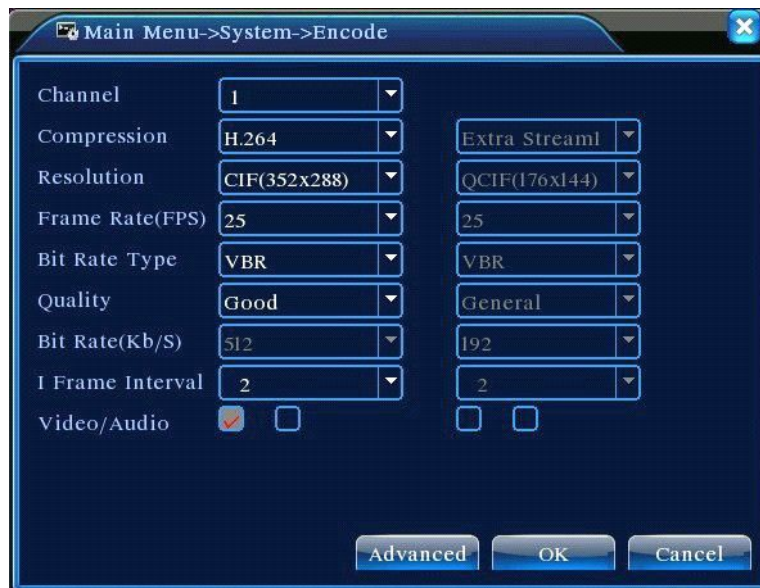 Main Menu->System->Encode
Channel 1
Compression H.264 Extra Stream1
Resolution CIF(352x288) QCIF(176x144)
Frame Rate(FPS) 25 25
Bit Rate Type VBR VBR
Quality Good General
Bit Rate(Kb/S) 512 192
I Frame Interval 2 2
Video/Audio
Advanced OK Cancel